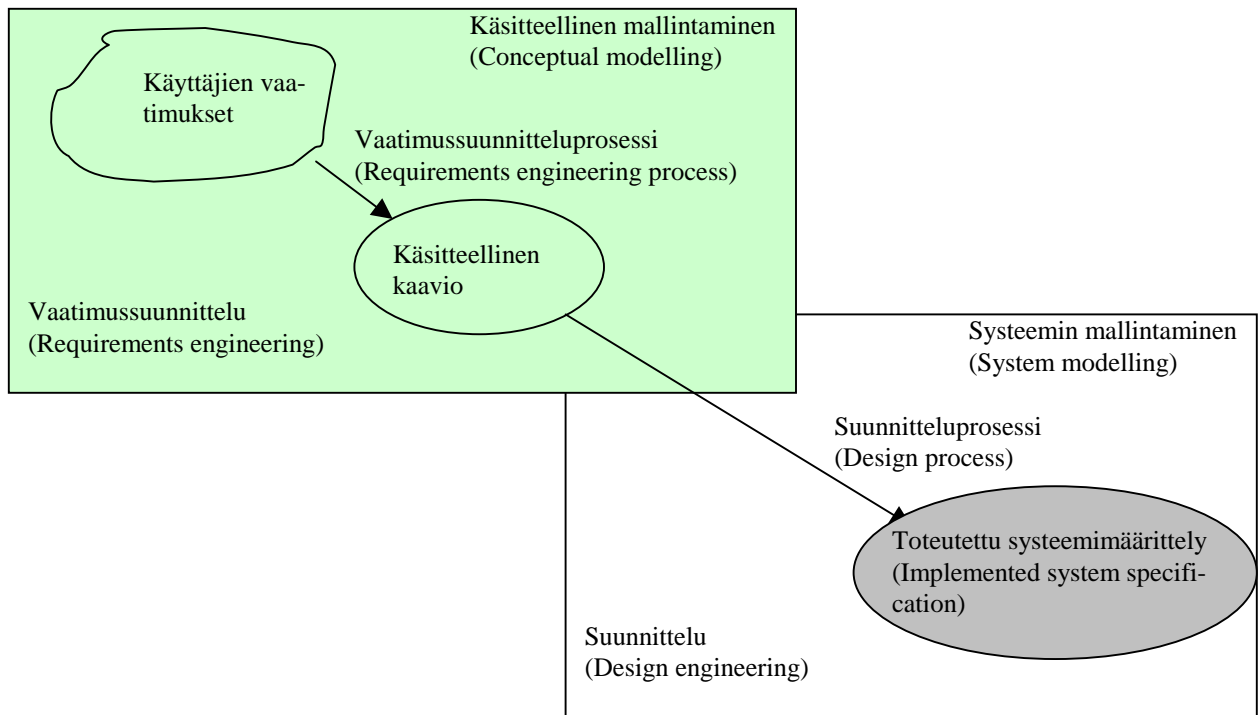 Käsitteellinen mallintaminen
(Conceptual modelling)
Käyttäjien vaa-
timukset
Vaatimussuunnitteluprosessi
(Requirements engineering process)
Käsitteellinen
kaavio
Vaatimussuunnittelu
(Requirements engineering)
Systeemin mallintaminen
(System modelling)
Suunnitteluprosessi
(Design process)
Toteutettu systeemimäärittely
(Implemented system specifi-
cation)
Suunnittelu
(Design engineering)